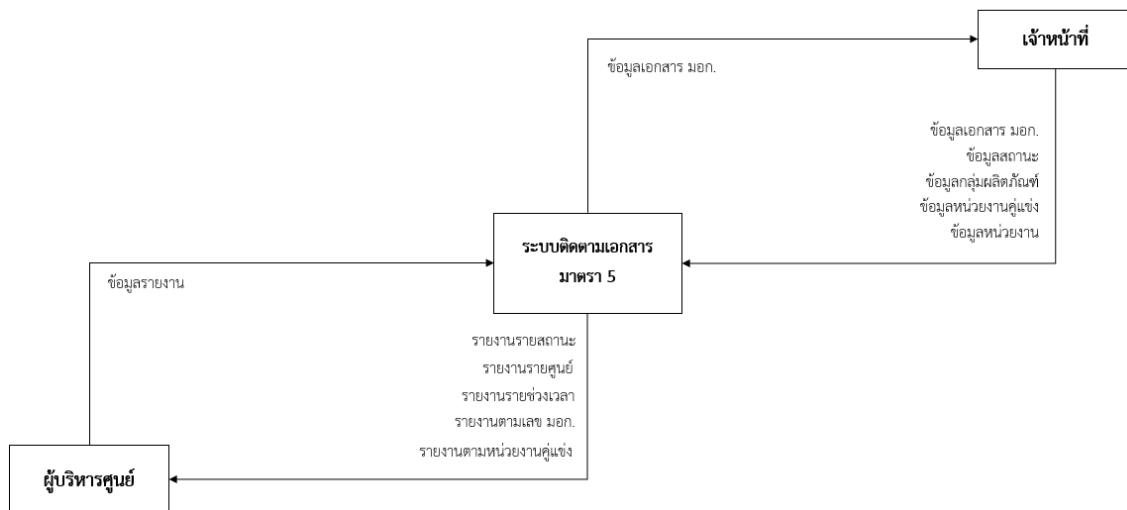 เจ้าหน้าที่
ข้อมูลเอกสาร มอก.
ข้อมูลเอกสาร มอก.
ข้อมูลสถานะ
ข้อมูลกลุ่มผลิตภัณฑ์
ข้อมูลหน่วยงานคู่แข่ง
ข้อมูลหน่วยงาน
ระบบติดตามเอกสาร
มาตรา 5
ข้อมูลรายงาน
รายงานรายสถานะ
รายงานรายศูนย์
รายงานรายช่วงเวลา
รายงานตามเลข มอก.
รายงานตามหน่วยงานคู่แข่ง
ผู้บริหารศูนย์